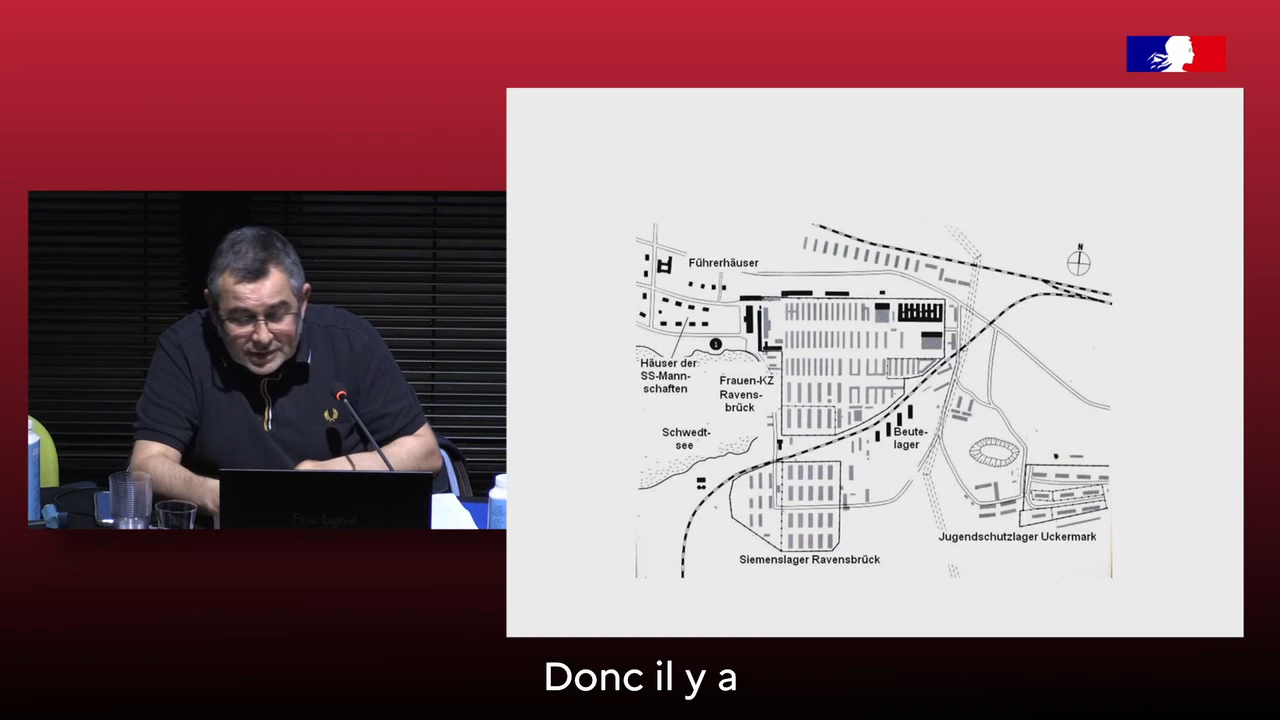 N
Führerhäuser
1
Häuser der
SS-Mann-
schaften
Frauen-KZ
Ravens-
brück
Schwedt-
see
Beute-
lager
Jugendschutzlager Uckermark
Siemenslager Ravensbrück
Donc il y a